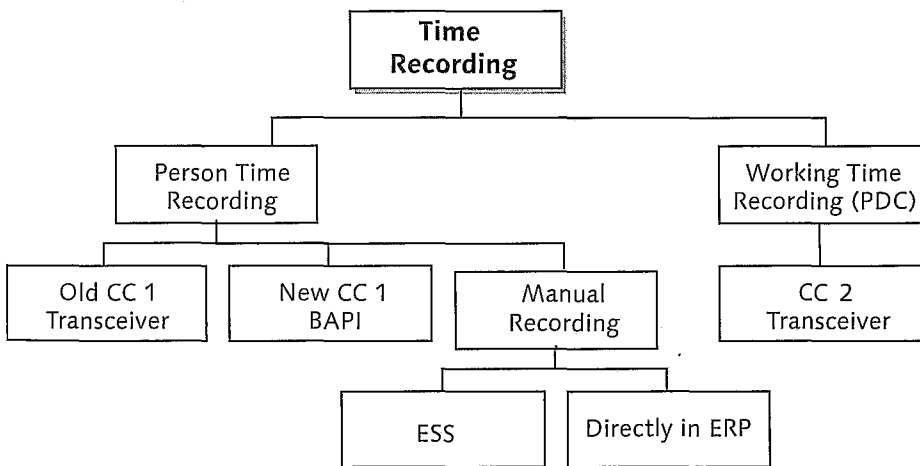 Time
Recording
Person Time
Recording
Working Time
Recording (PDC)
Old CC 1
Transceiver
New CC 1
BAPI
Manual
Recording
CC 2
Transceiver
ESS
Directly in ERP